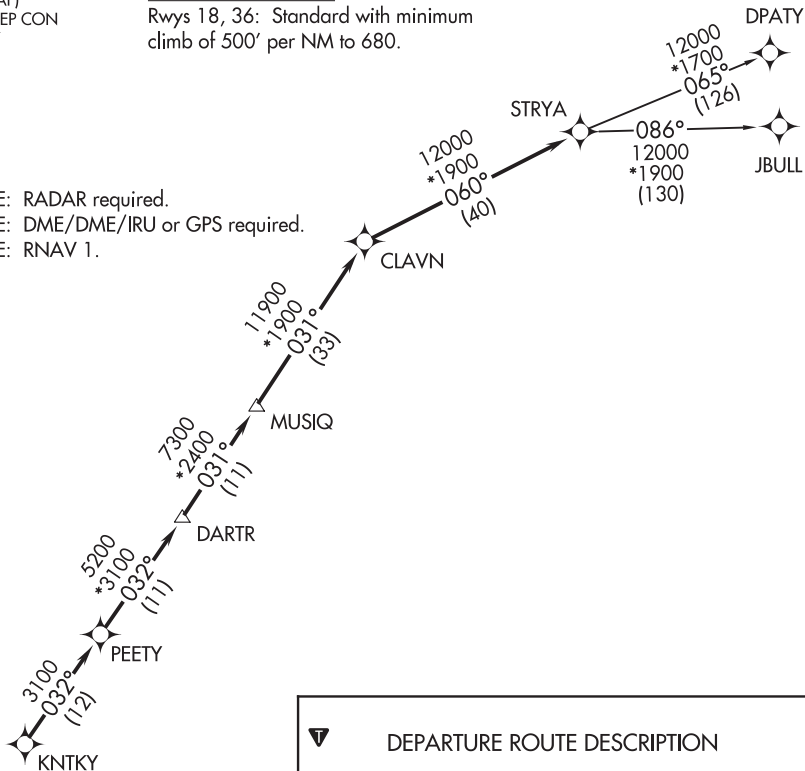 EP CON
Rwys 18, 36: Standard with minimum
climb of 500' per NM to 680.
DPATY
12000
*1700
065°
(126)
STRYA
086°
12000
*1900
(130)
JBULL
12000
*1900
060°
(40)
E: RADAR required.
E: DME/DME/IRU or GPS required.
E: RNAV 1.
CLAVN
11900
*1900
031°
(33)
MUSIQ
7300
*2400
031°
(11)
DARTR
5200
*3100
032°
(11)
PEETY
3100
032°
(12)
KNTKY
T DEPARTURE ROUTE DESCRIPTION